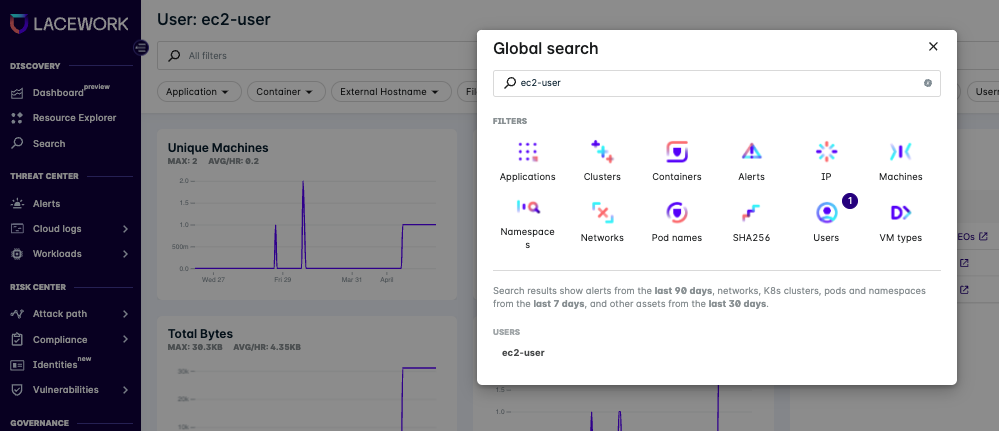 LACEWORK
User: ec2-user
All filters
Application
Container
External Hostname
DISCOVERY
Dashboard preview
Resource Explorer
Search
THREAT CENTER
Alerts
Cloud logs
Workloads
RISK CENTER
Attack path
Compliance
Identities new
Vulnerabilities
GOVERNANCE
Unique Machines
MAX: 2 AVG/HR: 0.2
2.0
1.5
1.0
500m
0.0
Wed 27 Fri 29 Mar 31 April
Total Bytes
MAX: 30.3KB AVG/HR: 4.35KB
30k
20k
10k
1.5
1.0
Global search
ec2-user
FILTERS
Applications
Clusters
Containers
Alerts
IP
Machines
Namespace
s
Networks
Pod names
SHA256
Users
1
VM types
Search results show alerts from the last 90 days, networks, K8s clusters, pods and namespaces
from the last 7 days, and other assets from the last 30 days.
USERS
ec2-user